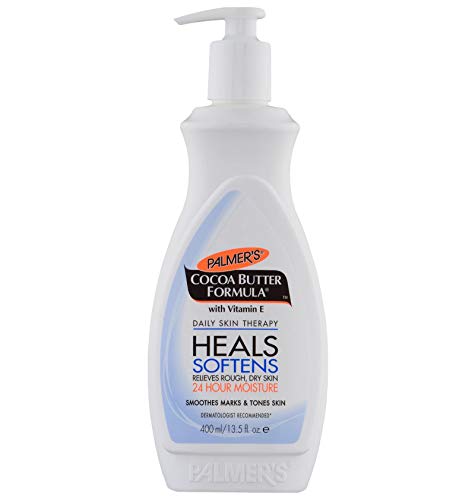 PALMER'S®
COCOA BUTTER
FORMULA®
™
with Vitamin E
DAILY SKIN THERAPY
HEALS
SOFTENS
RELIEVES ROUGH, DRY SKIN
24 HOUR MOISTURE
SMOOTHES MARKS & TONES SKIN
DERMATOLOGIST RECOMMENDED*
400 ml/13.5 fl. oz. e
PALMER'S®